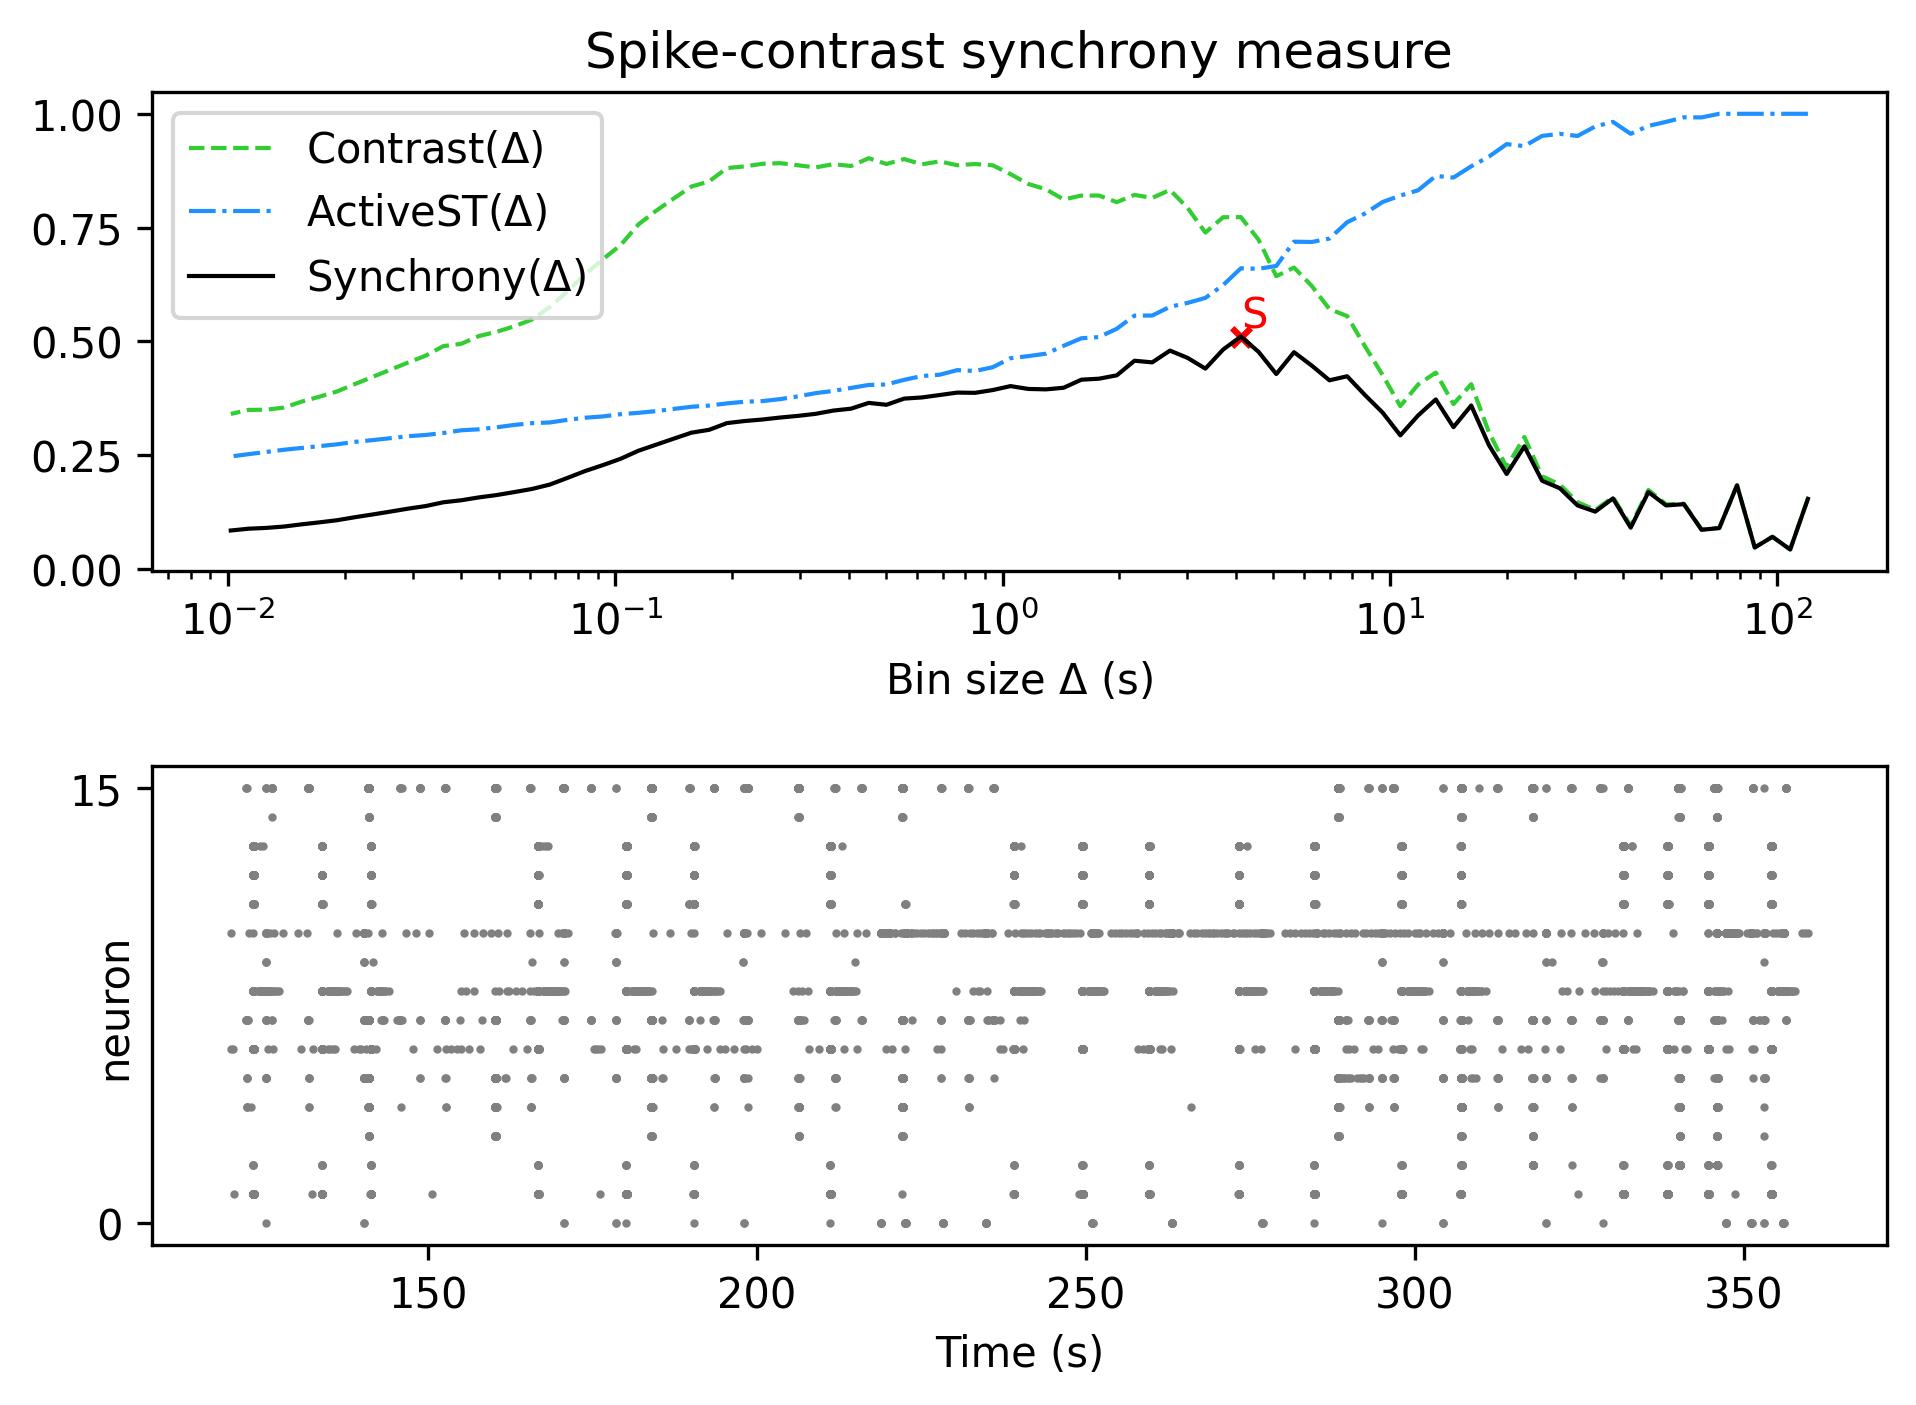 Spike-contrast synchrony measure
1.00
0.75
0.50
0.25
0.00
Contrast(Δ)
ActiveST(Δ)
Synchrony(Δ)
S
10⁻² 10⁻¹ 10⁰ 10¹ 10²
Bin size Δ (s)
15
0
neuron
150 200 250 300 350
Time (s)